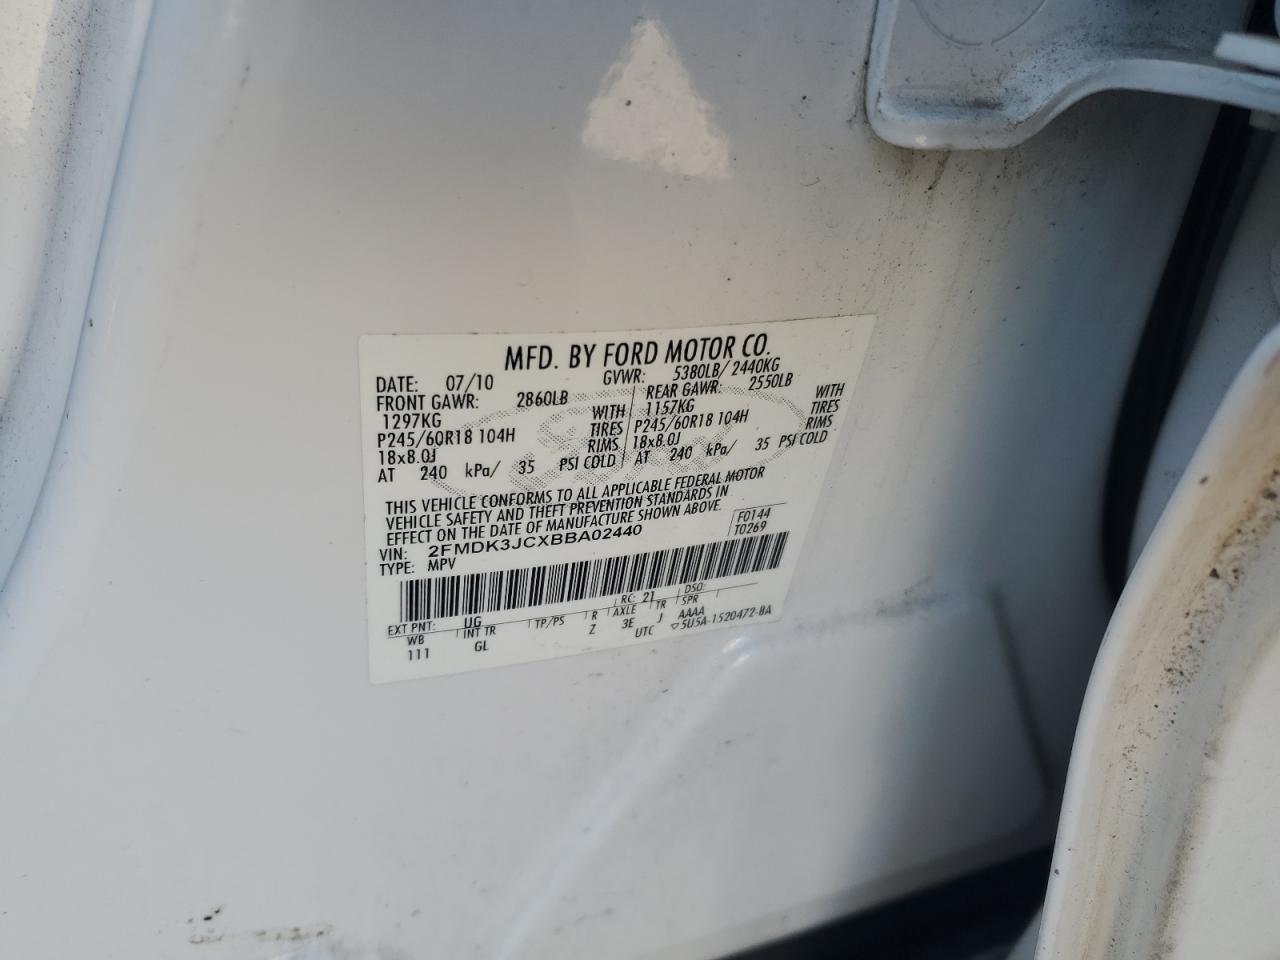 MFD. BY FORD MOTOR CO.
DATE: 07/10 GVWR: 5380LB/ 2440KG
FRONT GAWR: 2860LB REAR GAWR: 2550LB
1297KG WITH 1157KG WITH
P245/60R18 104H TIRES P245/60R18 104H TIRES
18x8.0J RIMS 18x8.0J RIMS
AT 240 kPa/ 35 PSI COLD AT 240 kPa/ 35 PSI COLD
THIS VEHICLE CONFORMS TO ALL APPLICABLE FEDERAL MOTOR
VEHICLE SAFETY AND THEFT PREVENTION STANDARDS IN
EFFECT ON THE DATE OF MANUFACTURE SHOWN ABOVE.
F0144
T0269
VIN: 2FMDK3JCXBBA02440
TYPE: MPV
EXT PNT: UG RC: 21 DSO:
WB INT TR TP/PS R AXLE TR SPR
111 GL Z 3E J AAAA
UTC ▽5U5A-1520472-BA